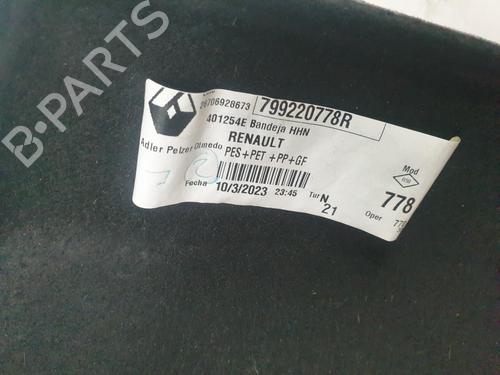 26706928673 799220778R
401254E Bandeja HHN
RENAULT
Adler Pelzer Olmedo PES+PET +PP+GF
Mod
778
Fecha 10/3/2023 23:45 Tur N
21 Oper